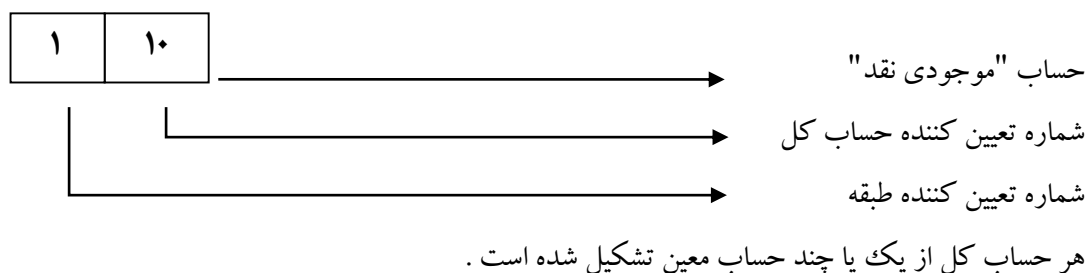 ۱ ۱۰
حساب "موجودی نقد"
شماره تعیین کننده حساب کل
شماره تعیین کننده طبقه
هر حساب کل از یک یا چند حساب معین تشکیل شده است .